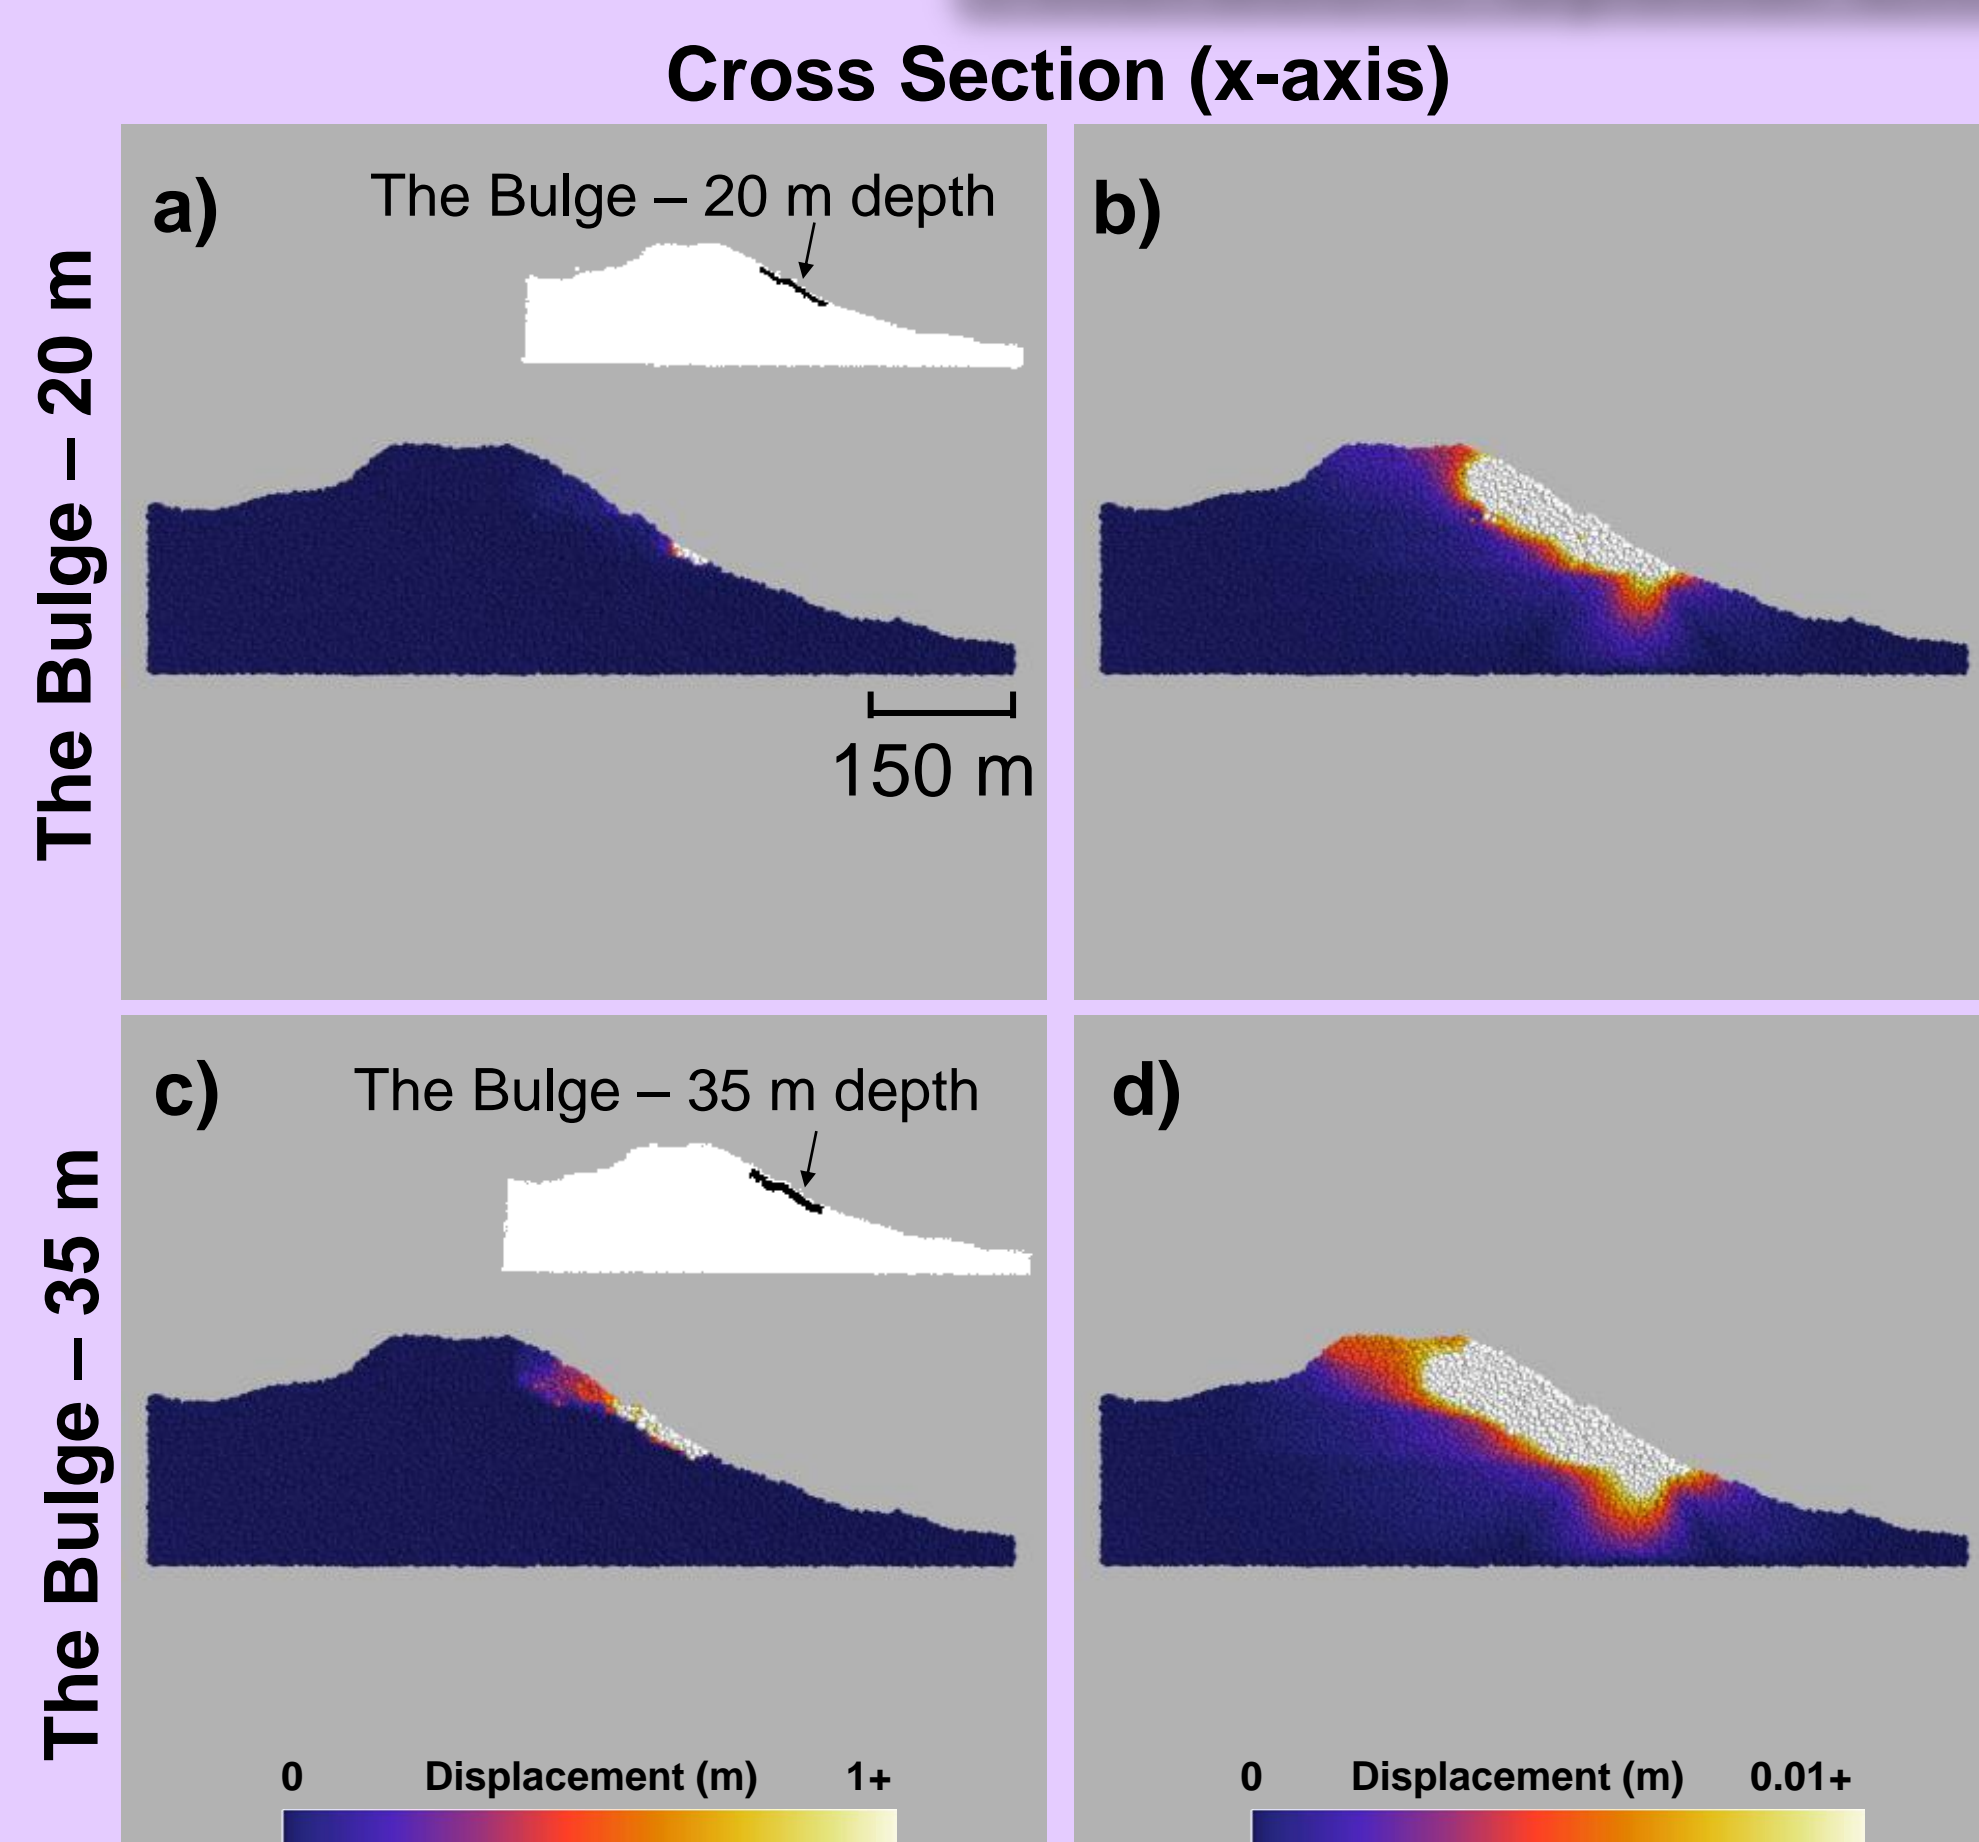 Cross Section (x-axis)
The Bulge – 20 m
a)
The Bulge – 20 m depth
b)
150 m
The Bulge – 35 m
c)
The Bulge – 35 m depth
d)
0 Displacement (m) 1+
0 Displacement (m) 0.01+